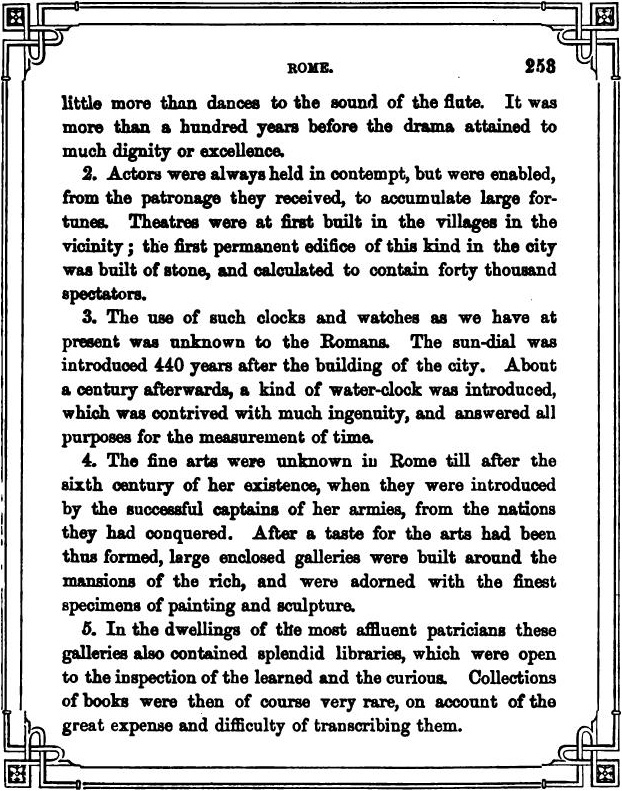 ROME. 253
little more than dances to the sound of the flute. It was
more than a hundred years before the drama attained to
much dignity or excellence.
2. Actors were always held in contempt, but were enabled,
from the patronage they received, to accumulate large for-
tunes. Theatres were at first built in the villages in the
vicinity; the first permanent edifice of this kind in the city
was built of stone, and calculated to contain forty thousand
spectators.
3. The use of such clocks and watches as we have at
present was unknown to the Romans. The sun-dial was
introduced 440 years after the building of the city. About
a century afterwards, a kind of water-clock was introduced,
which was contrived with much ingenuity, and answered all
purposes for the measurement of time.
4. The fine arts were unknown in Rome till after the
sixth century of her existence, when they were introduced
by the successful captains of her armies, from the nations
they had conquered. After a taste for the arts had been
thus formed, large enclosed galleries were built around the
mansions of the rich, and were adorned with the finest
specimens of painting and sculpture.
5. In the dwellings of the most affluent patricians these
galleries also contained splendid libraries, which were open
to the inspection of the learned and the curious. Collections
of books were then of course very rare, on account of the
great expense and difficulty of transcribing them.